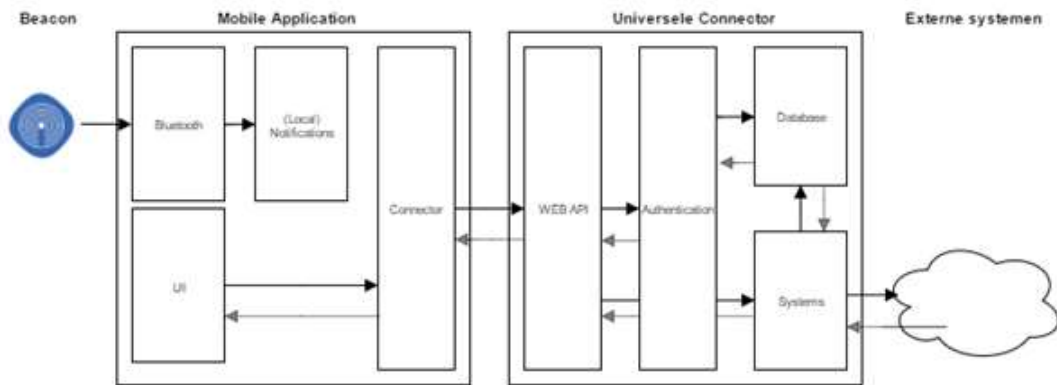 Beacon
Mobile Application
Universele Connector
Externe systemen
Bluetooth
(Local)
Notifications
Connector
UI
WEB API
Authentication
Database
Systems